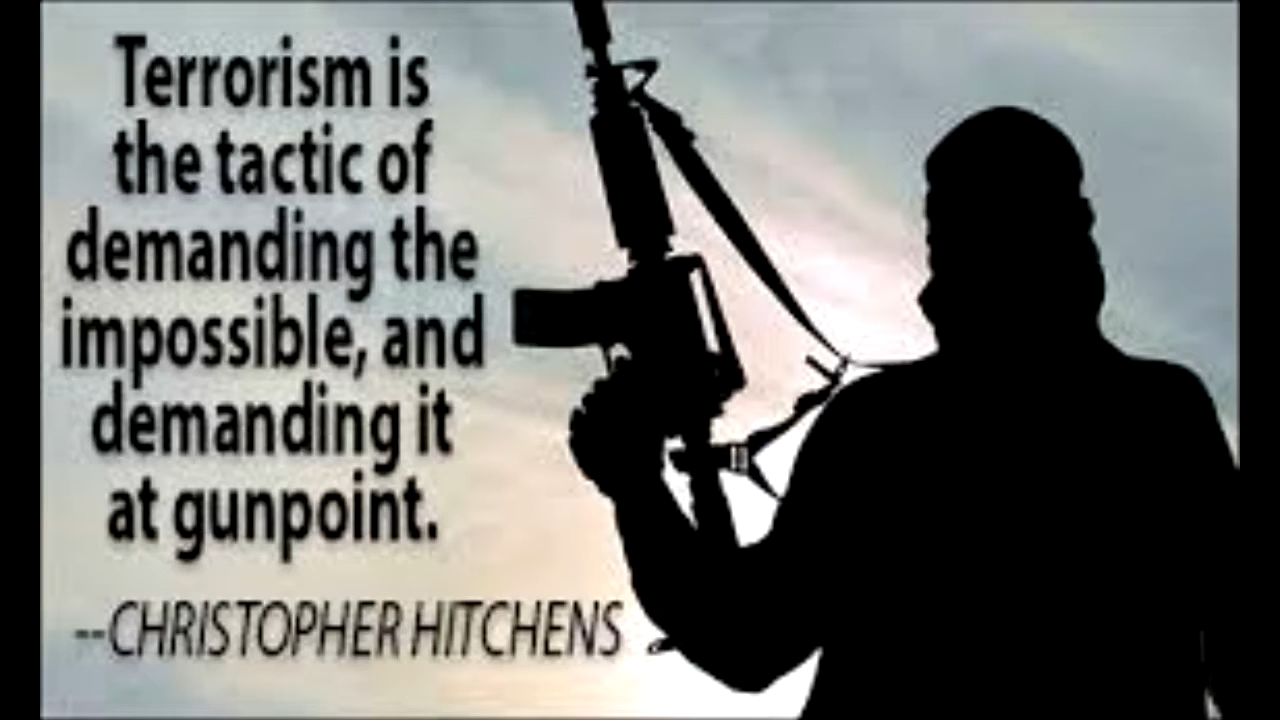 Terrorism is
the tactic of
demanding the
impossible, and
demanding it
at gunpoint.
--CHRISTOPHER HITCHENS